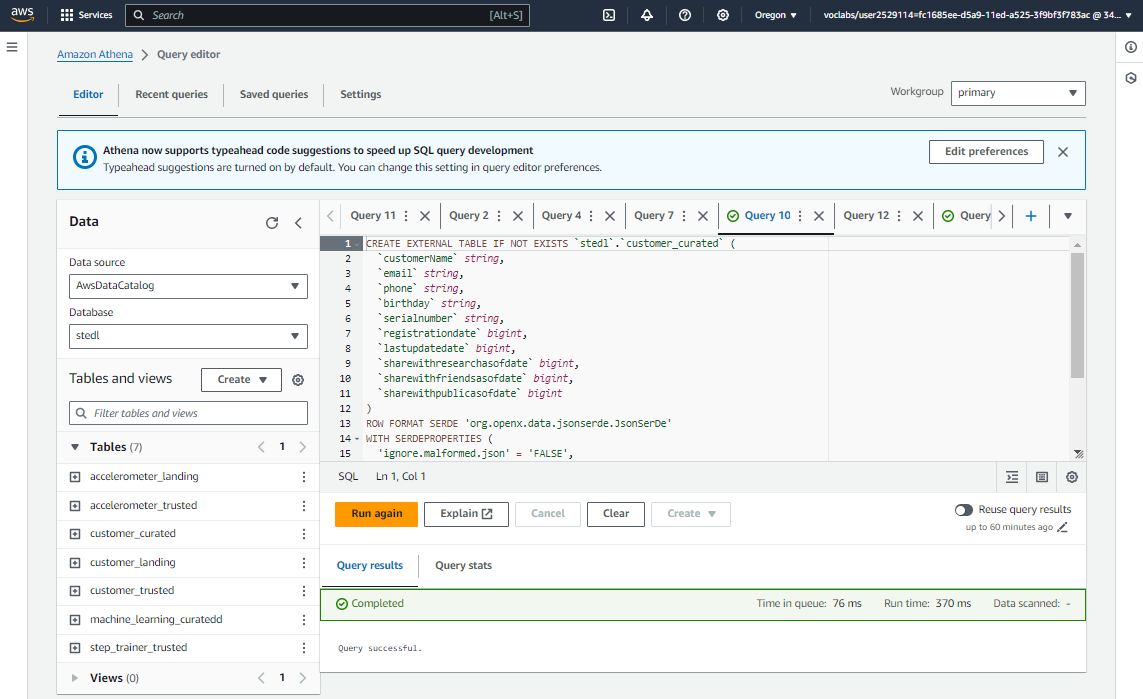 aws
Services
Search
[Alt+S]
Oregon
voclabs/user2529114=fc1685ee-d5a9-11ed-a525-3f9bf3f783ac @ 34...
Amazon Athena
Query editor
Editor
Recent queries
Saved queries
Settings
Workgroup
primary
Athena now supports typeahead code suggestions to speed up SQL query development
Typeahead suggestions are turned on by default. You can change this setting in query editor preferences.
Edit preferences
Data
Data source
AwsDataCatalog
Database
stedl
Tables and views
Create
Filter tables and views
Tables (7)
1
accelerometer_landing
accelerometer_trusted
customer_curated
customer_landing
customer_trusted
machine_learning_curatedd
step_trainer_trusted
Views (0)
1
Query 11
Query 2
Query 4
Query 7
Query 10
Query 12
Query
1 CREATE EXTERNAL TABLE IF NOT EXISTS `stedl`.`customer_curated` (
2 `customerName` string,
3 `email` string,
4 `phone` string,
5 `birthday` string,
6 `serialnumber` string,
7 `registrationdate` bigint,
8 `lastupdatedate` bigint,
9 `sharewithresearchasofdate` bigint,
10 `sharewithfriendsasofdate` bigint,
11 `sharewithpublicasofdate` bigint
12 )
13 ROW FORMAT SERDE 'org.openx.data.jsonserde.JsonSerDe'
14 WITH SERDEPROPERTIES (
15 'ignore.malformed.json' = 'FALSE',
SQL
Ln 1, Col 1
Run again
Explain
Cancel
Clear
Create
Reuse query results
up to 60 minutes ago
Query results
Query stats
Completed
Time in queue: 76 ms
Run time: 370 ms
Data scanned: -
Query successful.